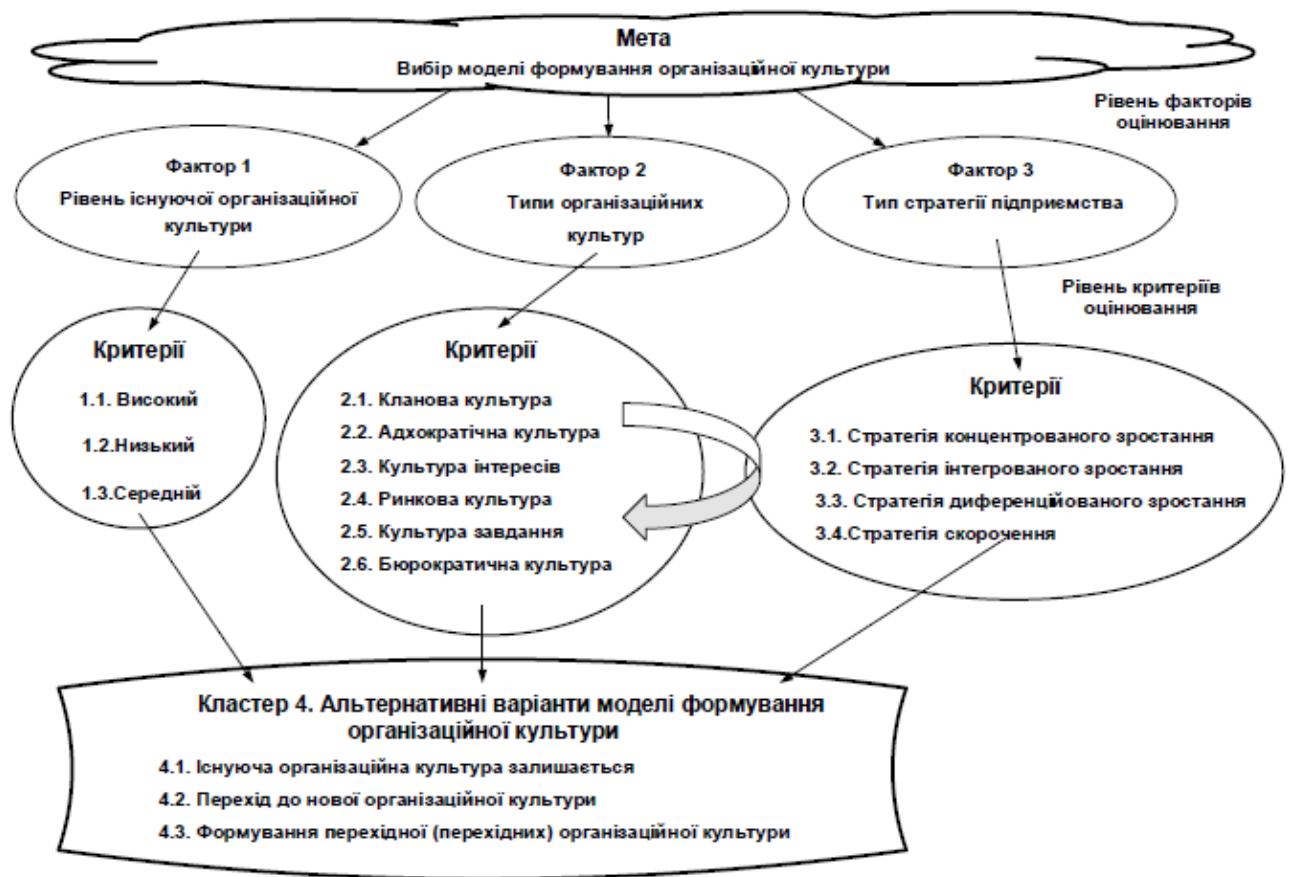 Мета
Вибір моделі формування організаційної культури
Рівень факторів
оцінювання
Фактор 1
Рівень існуючої організаційної
культури
Фактор 2
Типи організаційних
культур
Фактор 3
Тип стратегії підприємства
Рівень критеріїв
оцінювання
Критерії
1.1. Високий
1.2.Низький
1.3.Середній
Критерії
2.1. Кланова культура
2.2. Адхократічна культура
2.3. Культура інтересів
2.4. Ринкова культура
2.5. Культура завдання
2.6. Бюрократична культура
Критерії
3.1. Стратегія концентрованого зростання
3.2. Стратегія інтегрованого зростання
3.3. Стратегія диференційованого зростання
3.4.Стратегія скорочення
Кластер 4. Альтернативні варіанти моделі формування
організаційної культури
4.1. Існуюча організаційна культура залишається
4.2. Перехід до нової організаційної культури
4.3. Формування перехідної (перехідних) організаційної культури